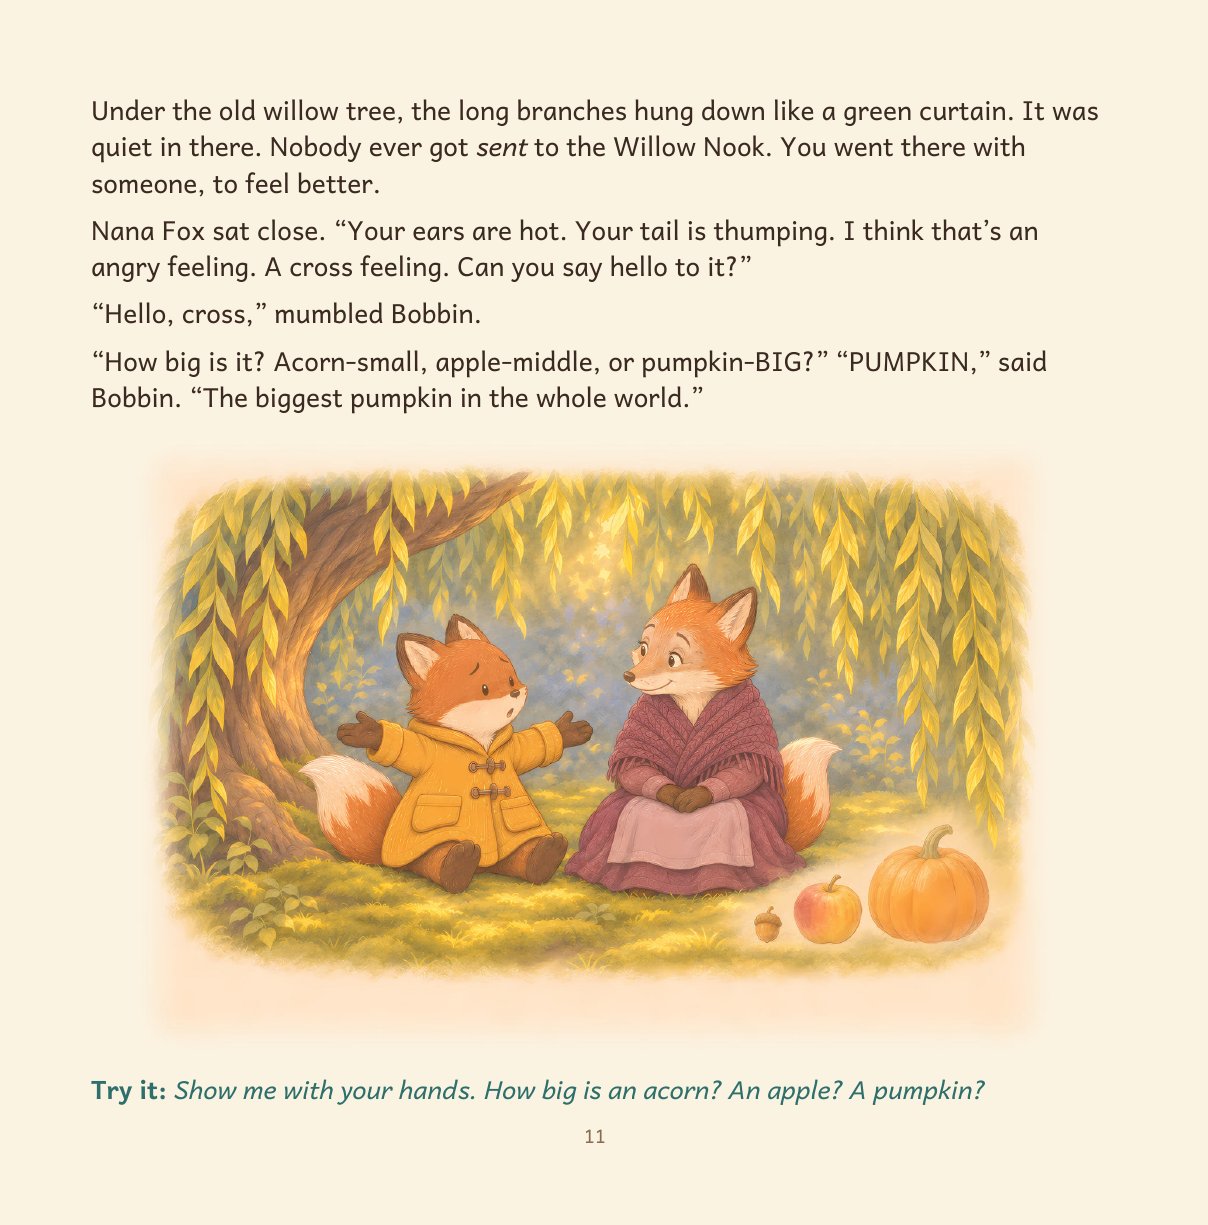 Under the old willow tree, the long branches hung down like a green curtain. It was
quiet in there. Nobody ever got sent to the Willow Nook. You went there with
someone, to feel better.
Nana Fox sat close. “Your ears are hot. Your tail is thumping. I think that’s an
angry feeling. A cross feeling. Can you say hello to it?”
“Hello, cross,” mumbled Bobbin.
“How big is it? Acorn-small, apple-middle, or pumpkin-BIG?” “PUMPKIN,” said
Bobbin. “The biggest pumpkin in the whole world.”
Try it: Show me with your hands. How big is an acorn? An apple? A pumpkin?
11